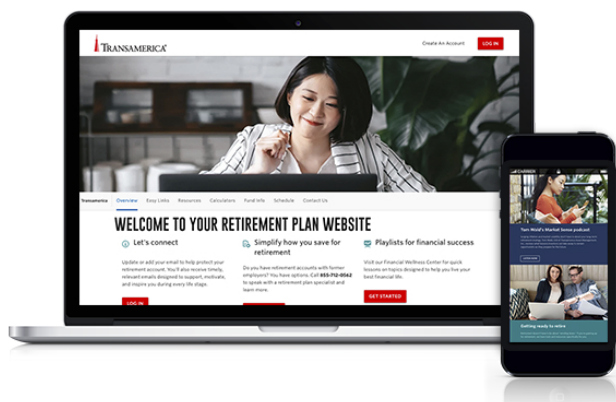 TRANSAMERICA®
Create An Account
LOG IN
Transamerica Overview Easy Links Resources Calculators Fund Info Schedule Contact Us
WELCOME TO YOUR RETIREMENT PLAN WEBSITE
Let's connect
Update or add your email to help protect your
retirement account. You'll also receive timely,
relevant emails designed to support, motivate,
and inspire you during every life stage.
LOG IN
Simplify how you save for
retirement
Do you have retirement accounts with former
employers? You have options. Call 855-712-0562
to speak with a retirement plan specialist and
learn more.
Playlists for financial success
Visit our Financial Wellness Center for quick
lessons on topics designed to help you live your
best financial life.
GET STARTED
CARRIER
Market Sense podcast
Getting ready to retire